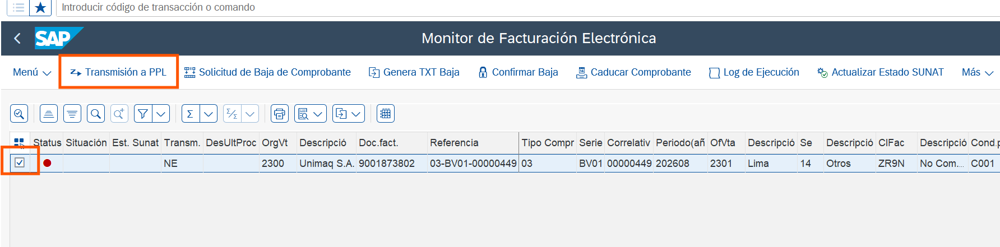 Introducir código de transacción o comando
SAP Monitor de Facturación Electrónica
Menú Transmisión a PPL Solicitud de Baja de Comprobante Genera TXT Baja Confirmar Baja Caducar Comprobante Log de Ejecución Actualizar Estado SUNAT Más
Status Situación Est. Sunat Transm. DesUltProc OrgVt Descripció Doc.fact. Referencia Tipo Compr Serie Correlativ Periodo(añ OfVta Descripció Se Descripció ClFac Descripció Cond.p
NE 2300 Unimaq S.A. 9001873802 03-BV01-00000449 03 BV01 00000449 202608 2301 Lima 14 Otros ZR9N No Com.... C001